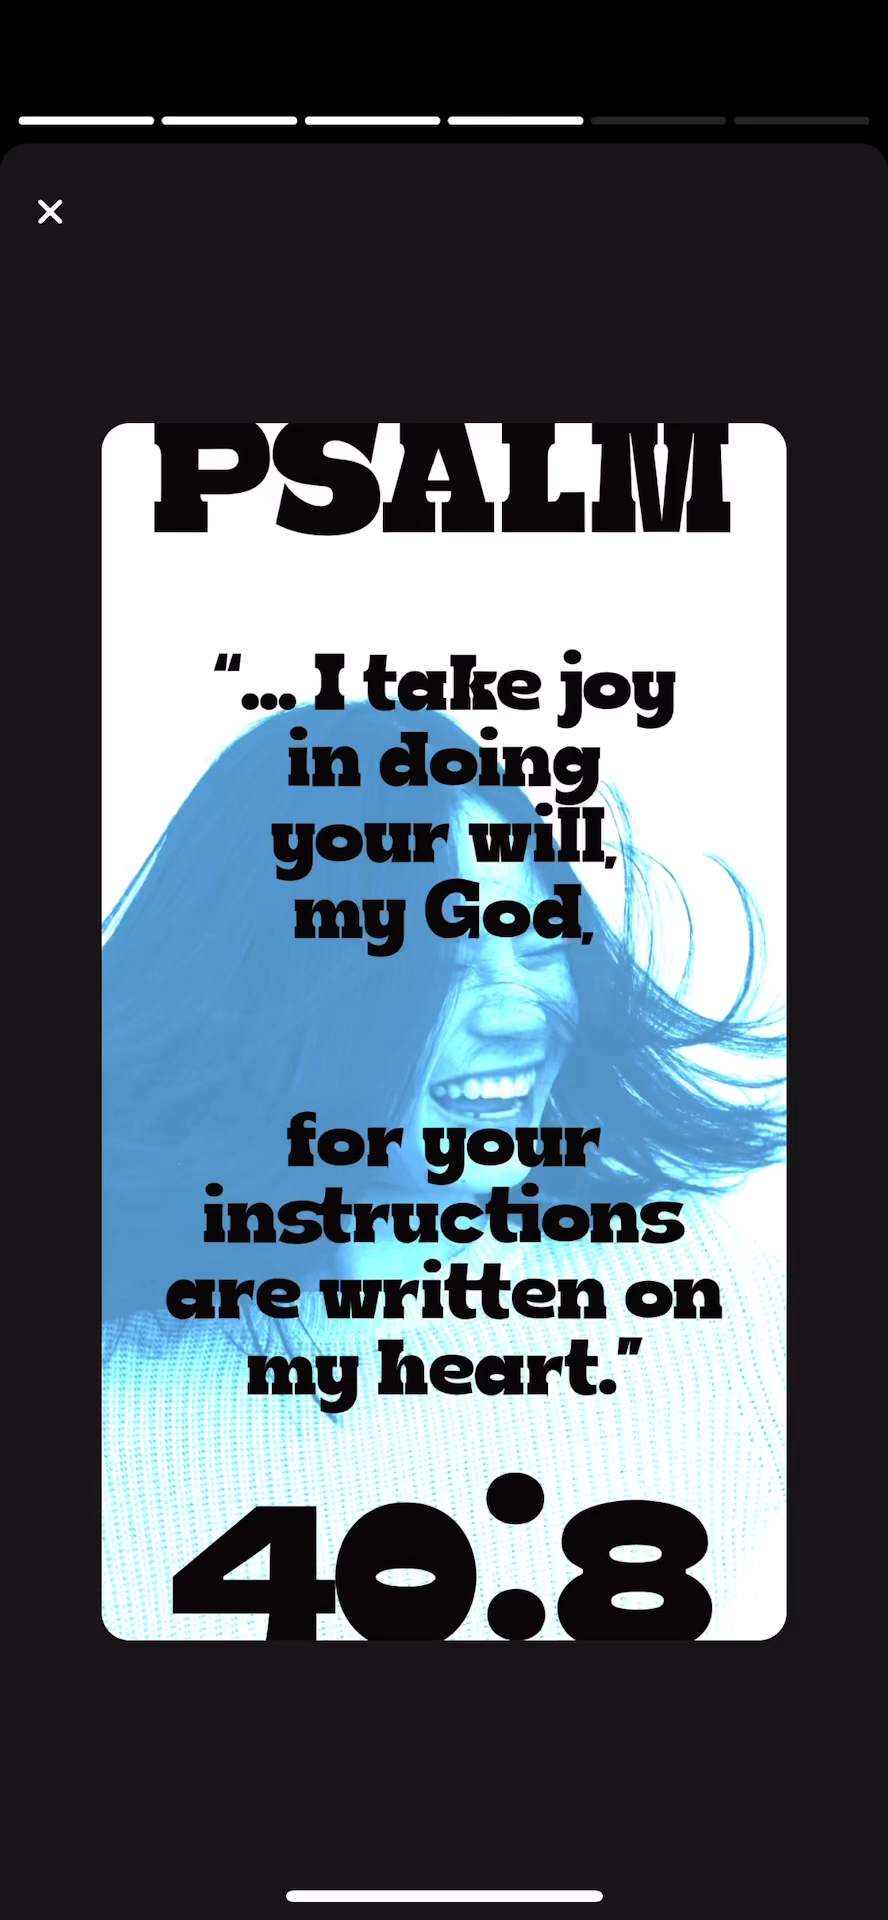 PSALM
“... I take joy
in doing
your will,
my God,
for your
instructions
are written on
my heart.”
40:8